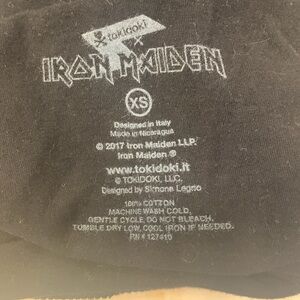 tokidoki
IRON MAIDEN
XS
Designed in Italy
Made in Nicaragua
© 2017 Iron Maiden LLP.
Iron Maiden ®
www.tokidoki.it
© TOKIDOKI, LLC.
Designed by Simone Legno
100% COTTON
MACHINE WASH COLD,
GENTLE CYCLE. DO NOT BLEACH,
TUMBLE DRY LOW, COOL IRON IF NEEDED.
RN# 127410